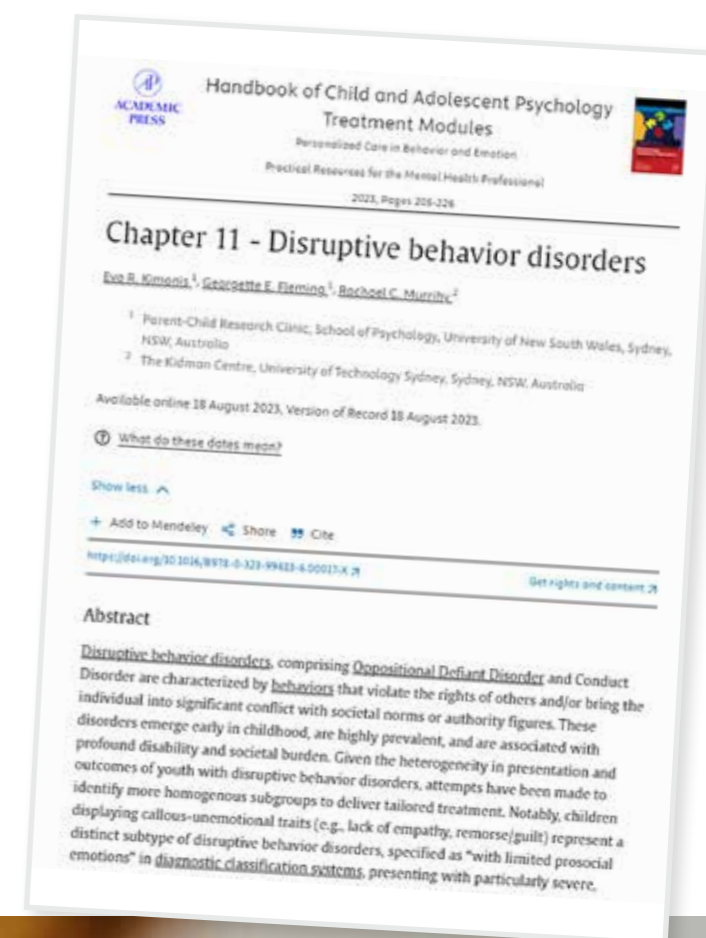 ACADEMIC
PRESS
Handbook of Child and Adolescent Psychology
Treatment Modules
Personalized Care in Behavior and Emotion
Practical Resources for the Mental Health Professional
2023, Pages 205-226
Chapter 11 - Disruptive behavior disorders
Eva R. Kimonis 1, Georgette E. Fleming 1, Rachael C. Murrihy 2
1 Parent-Child Research Clinic, School of Psychology, University of New South Wales, Sydney,
NSW, Australia
2 The Kidman Centre, University of Technology Sydney, Sydney, NSW, Australia
Available online 18 August 2023, Version of Record 18 August 2023.
? What do these dates mean?
Show less
+ Add to Mendeley Share Cite
Get rights and content
Abstract
Disruptive behavior disorders, comprising Oppositional Defiant Disorder and Conduct
Disorder are characterized by behaviors that violate the rights of others and/or bring the
individual into significant conflict with societal norms or authority figures. These
disorders emerge early in childhood, are highly prevalent, and are associated with
profound disability and societal burden. Given the heterogeneity in presentation and
outcomes of youth with disruptive behavior disorders, attempts have been made to
identify more homogenous subgroups to deliver tailored treatment. Notably, children
displaying callous-unemotional traits (e.g., lack of empathy, remorse/guilt) represent a
distinct subtype of disruptive behavior disorders, specified as "with limited prosocial
emotions" in diagnostic classification systems, presenting with particularly severe,